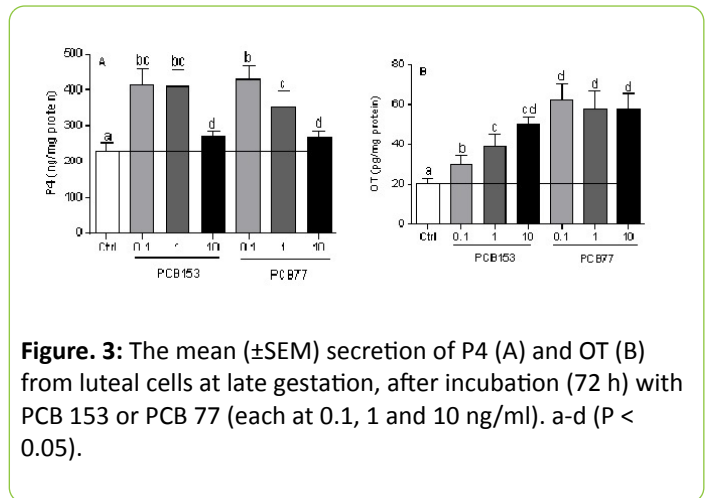 A
P4 (ng/mg protein)
500
400
300
200
100
0
a
bc
bc
d
b
c
d
Ctrl 0.1 1 10 0.1 1 10
PCB153 PCB77
B
OT (pg/mg protein)
80
60
40
20
0
a
b
c
cd
d
d
d
Ctrl 0.1 1 10 0.1 1 10
PCB153 PCB77
Figure. 3: The mean (±SEM) secretion of P4 (A) and OT (B)
from luteal cells at late gestation, after incubation (72 h) with
PCB 153 or PCB 77 (each at 0.1, 1 and 10 ng/ml). a-d (P <
0.05).